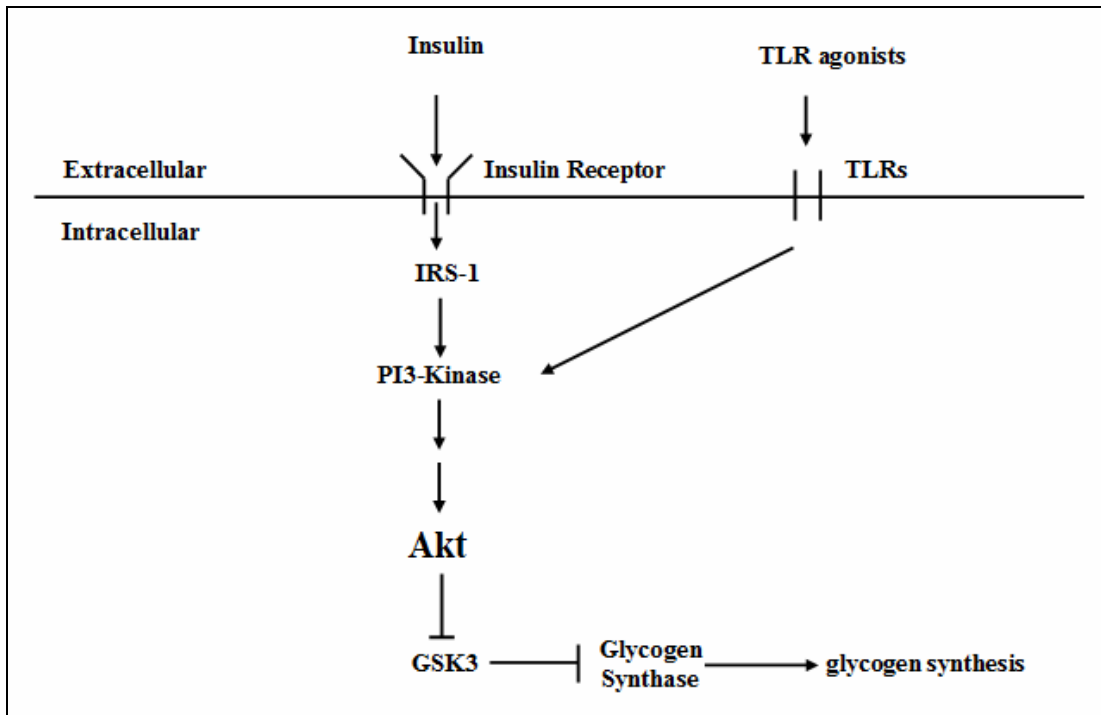 Insulin
TLR agonists
Extracellular
Insulin Receptor
TLRs
Intracellular
IRS-1
PI3-Kinase
Akt
GSK3
Glycogen
Synthase
glycogen synthesis